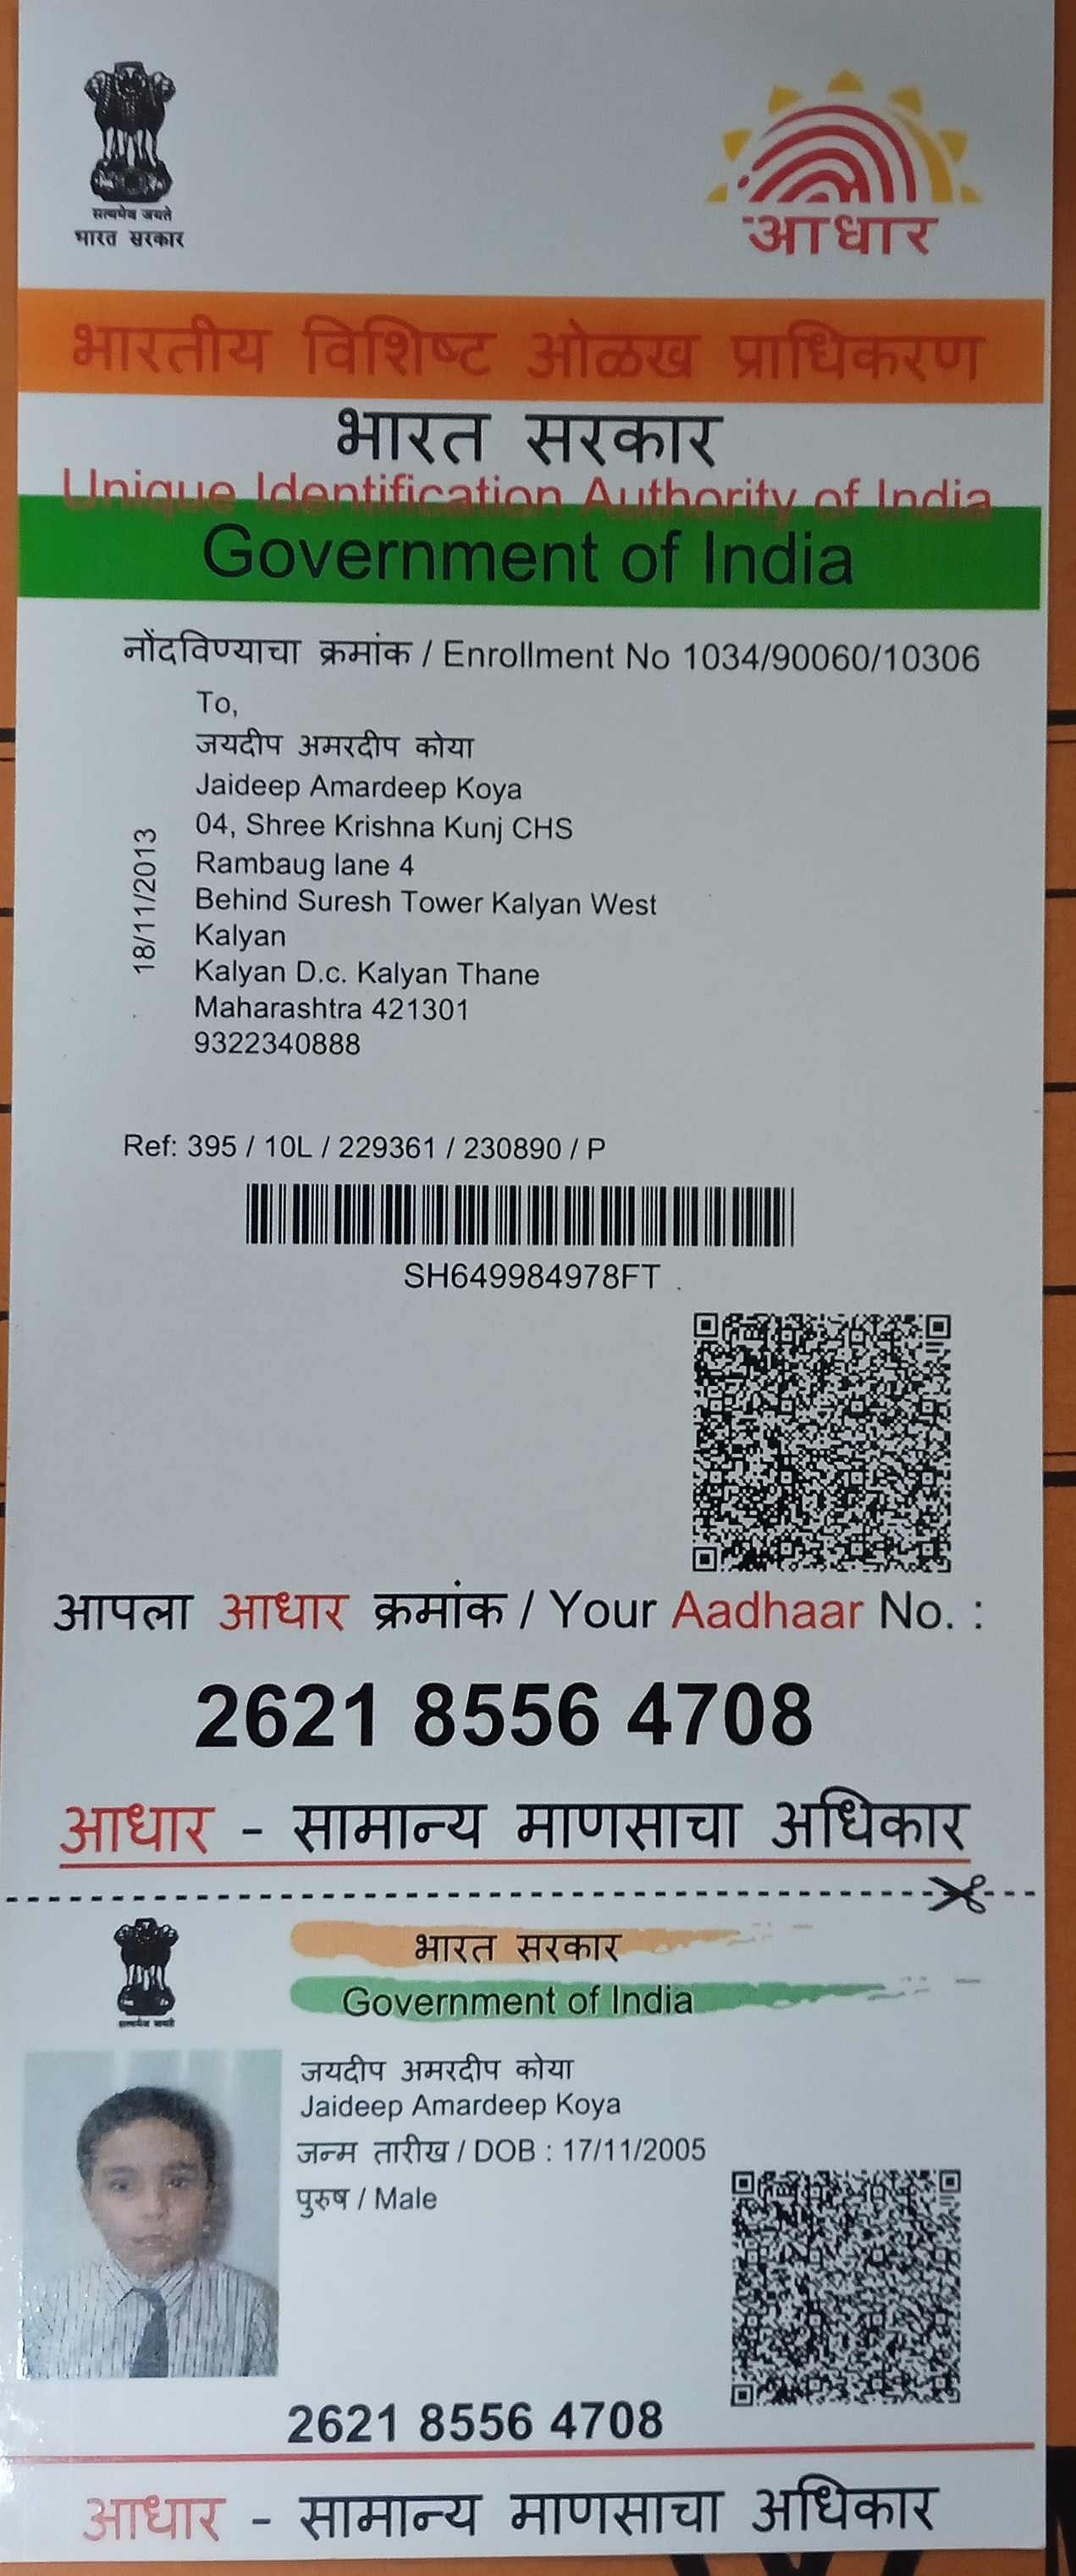 सत्यमेव जयते
भारत सरकार
आधार
भारतीय विशिष्ट ओळख प्राधिकरण
भारत सरकार
Unique Identification Authority of India
Government of India
नोंदविण्याचा क्रमांक / Enrollment No 1034/90060/10306
To,
जयदीप अमरदीप कोया
Jaideep Amardeep Koya
04, Shree Krishna Kunj CHS
Rambaug lane 4
Behind Suresh Tower Kalyan West
Kalyan
Kalyan D.c. Kalyan Thane
Maharashtra 421301
9322340888
18/11/2013
Ref: 395 / 10L / 229361 / 230890 / P
SH649984978FT
आपला आधार क्रमांक / Your Aadhaar No. :
2621 8556 4708
आधार - सामान्य माणसाचा अधिकार
भारत सरकार
Government of India
जयदीप अमरदीप कोया
Jaideep Amardeep Koya
जन्म तारीख / DOB : 17/11/2005
पुरुष / Male
2621 8556 4708
आधार - सामान्य माणसाचा अधिकार